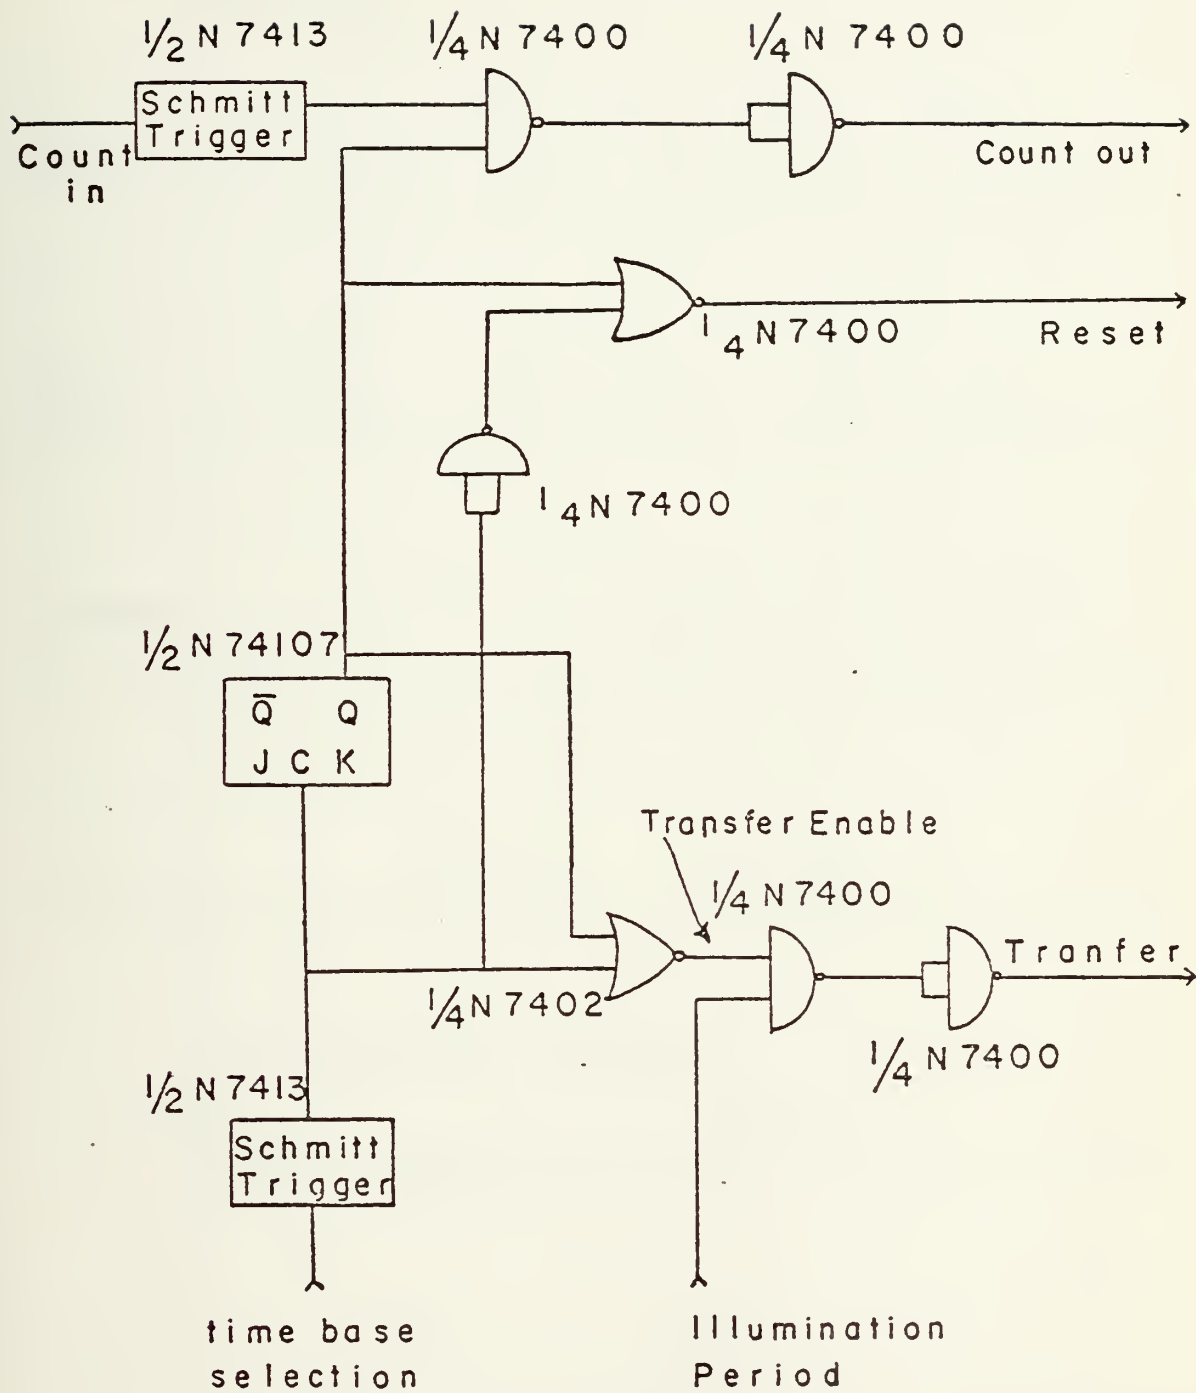 1/2 N 7413
1/4 N 7400
1/4 N 7400
Schmitt
Trigger
Count
in
Count out
1 4 N 7400
Reset
1 4 N 7400
1/2 N 74107
Q̅ Q
J C K
Transfer Enable
1/4 N 7400
Tranfer
1/4 N 7402
1/4 N 7400
1/2 N 7413
Schmitt
Trigger
time base
selection
Illumination
Period